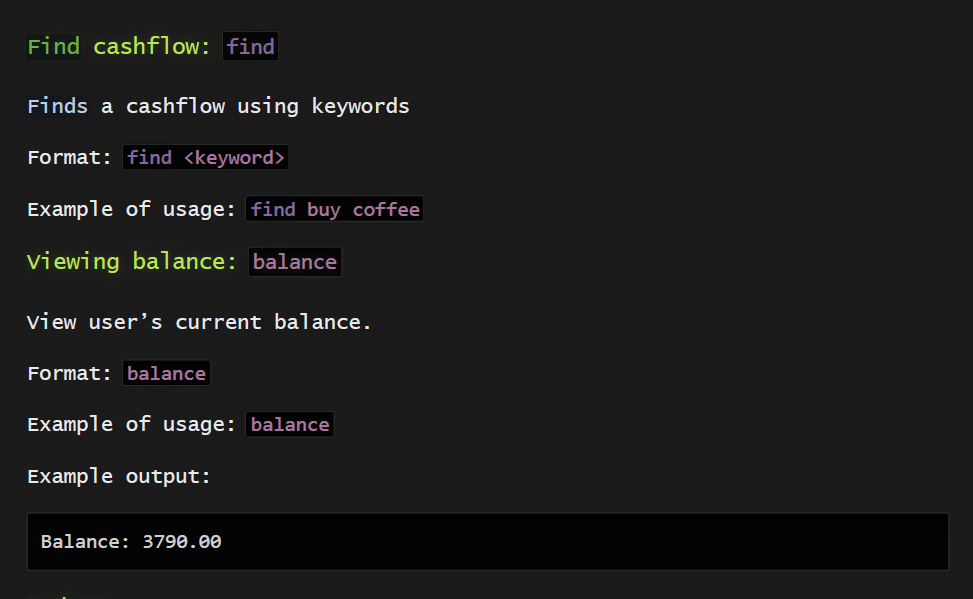 Find cashflow: find
Finds a cashflow using keywords
Format: find <keyword>
Example of usage: find buy coffee
Viewing balance: balance
View user’s current balance.
Format: balance
Example of usage: balance
Example output:
Balance: 3790.00